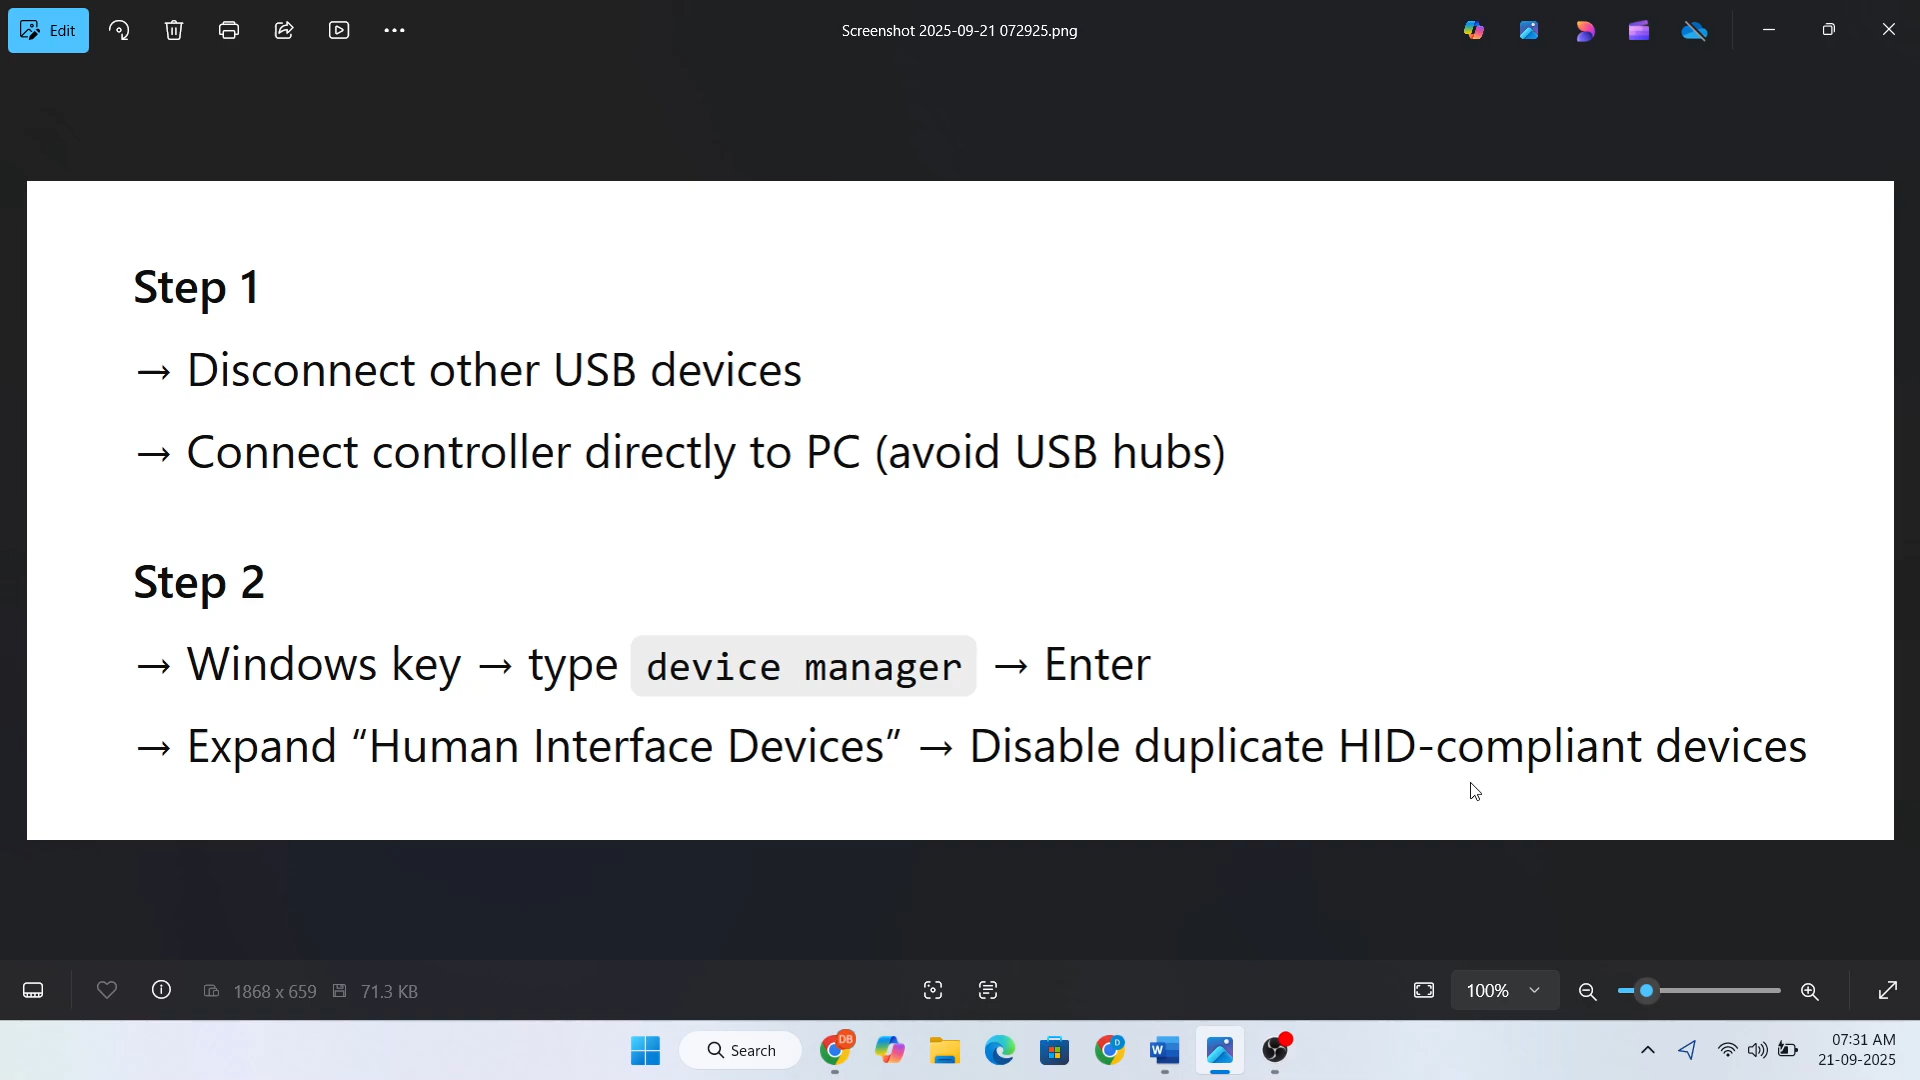 Edit
Screenshot 2025-09-21 072925.png
Step 1
→ Disconnect other USB devices
→ Connect controller directly to PC (avoid USB hubs)
Step 2
→ Windows key → type device manager → Enter
→ Expand “Human Interface Devices” → Disable duplicate HID-compliant devices
1868 x 659 71.3 KB 100%
Search DB D W 07:31 AM
21-09-2025